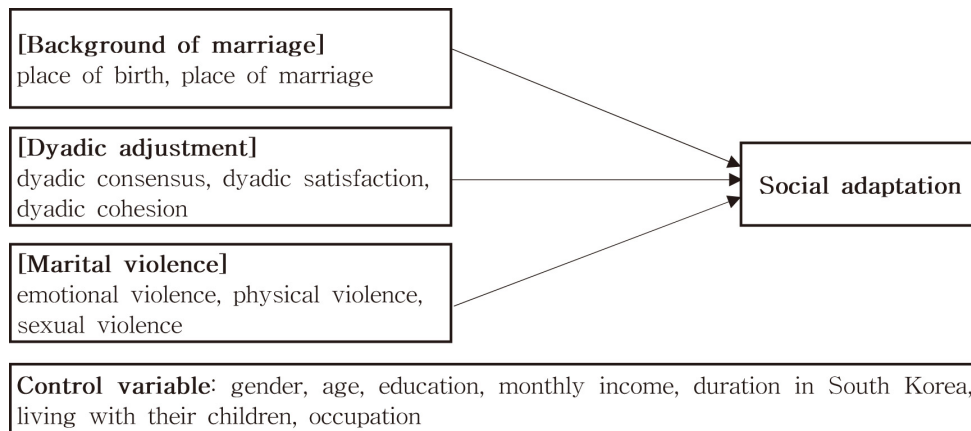 [Background of marriage]
place of birth, place of marriage
[Dyadic adjustment]
dyadic consensus, dyadic satisfaction,
dyadic cohesion
[Marital violence]
emotional violence, physical violence,
sexual violence
Social adaptation
Control variable: gender, age, education, monthly income, duration in South Korea,
living with their children, occupation